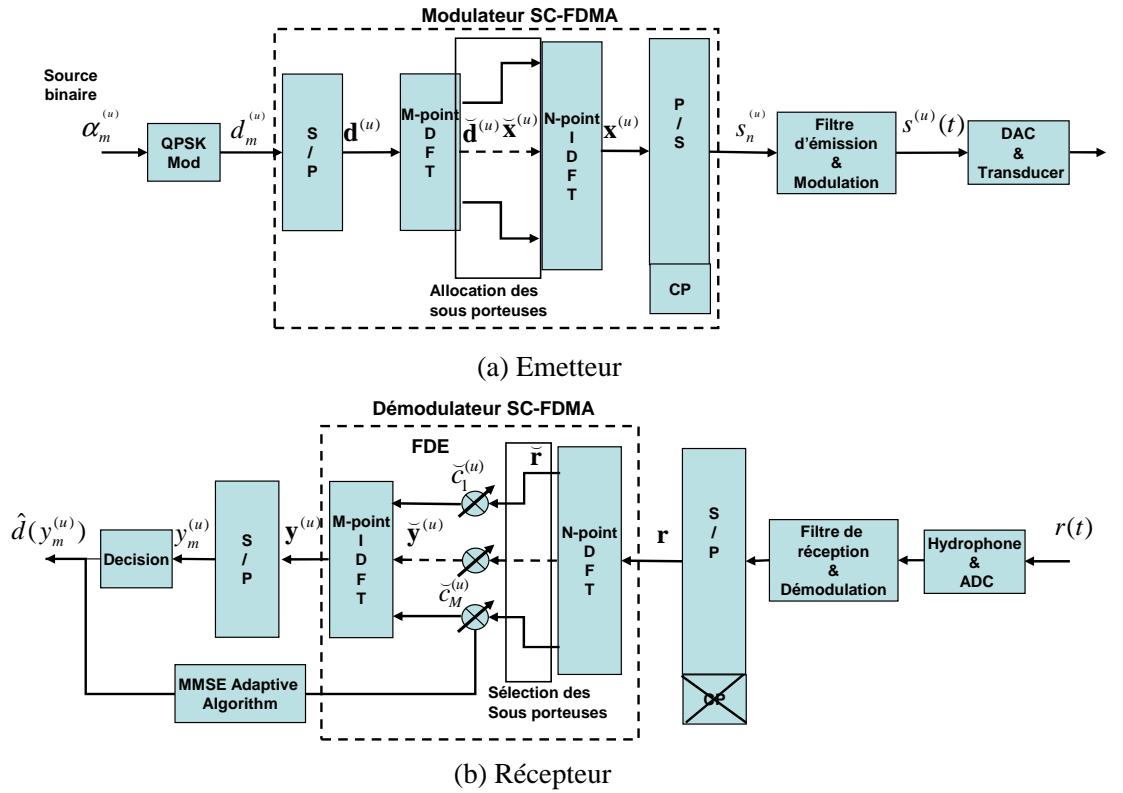 Modulateur SC-FDMA
Source
binaire
α_m^(u)
QPSK
Mod
d_m^(u)
S
/
P
d^(u)
M-point
D
F
T
d̆^(u)
x̆^(u)
N-point
I
D
F
T
x^(u)
P
/
S
CP
s_n^(u)
Filtre
d'émission
&
Modulation
s^(u)(t)
DAC
&
Transducer
Allocation des
sous porteuses
(a) Emetteur
Démodulateur SC-FDMA
FDE
d̂(y_m^(u))
Decision
y_m^(u)
S
/
P
y^(u)
M-point
I
D
F
T
y̆^(u)
c̆_1^(u)
c̆_M^(u)
r̆
N-point
D
F
T
r
S
/
P
CP
Filtre de
réception
&
Démodulation
Hydrophone
&
ADC
r(t)
MMSE Adaptive
Algorithm
Sélection des
Sous porteuses
(b) Récepteur